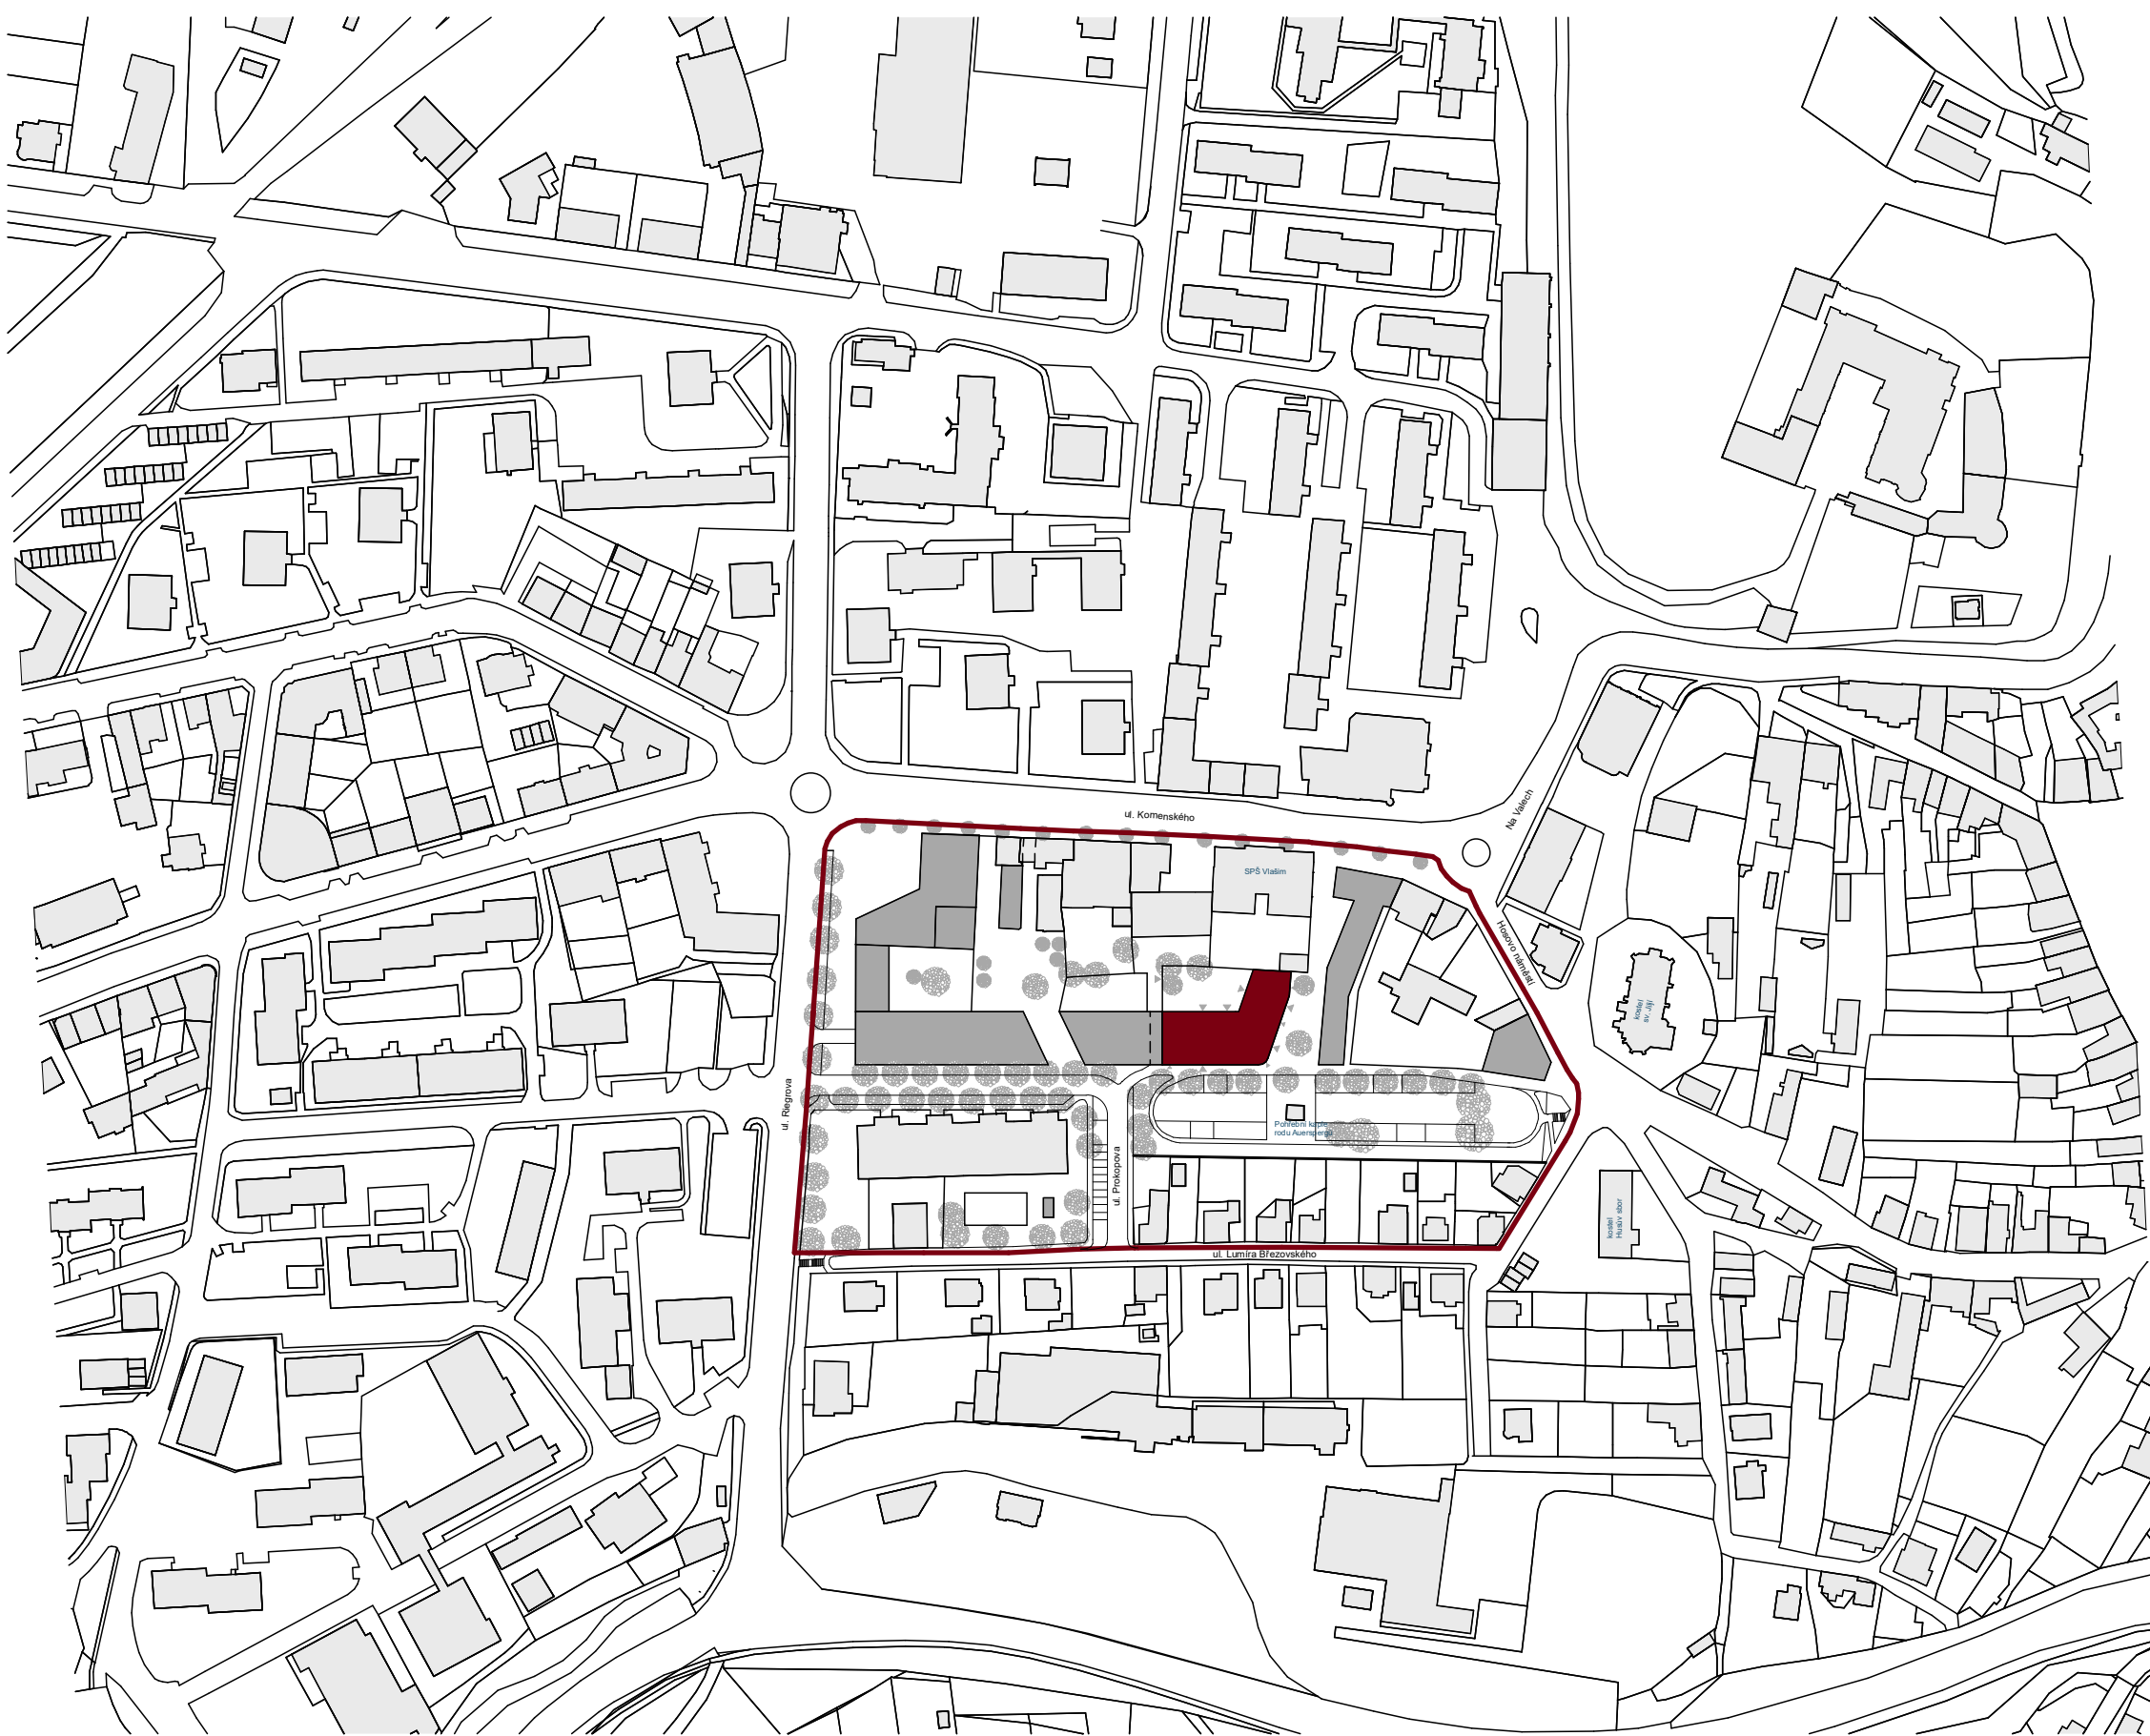 ul. Komenského
Na Valech
SPŠ Vlašim
Husovo náměstí
kostel
sv. Jiljí
ul. Riegrova
Pohřební kaple
rodu Auerspergů
ul. Prokopova
kostel
Husův sbor
ul. Lumíra Březovského